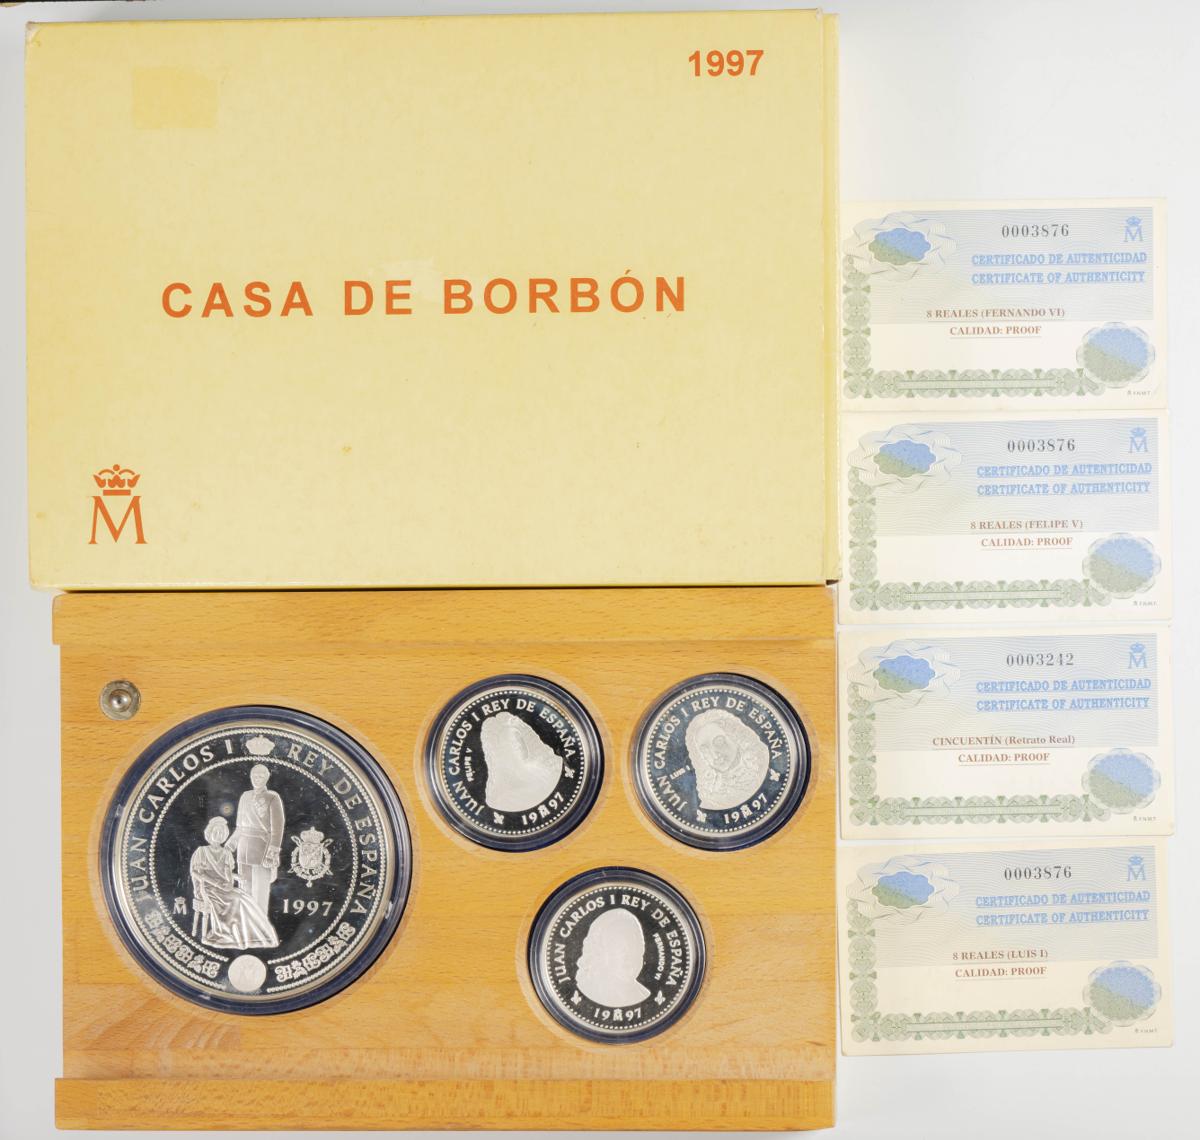 1997
CASA DE BORBÓN
M
0003876
M
CERTIFICADO DE AUTENTICIDAD
CERTIFICATE OF AUTHENTICITY
8 REALES (FERNANDO VI)
CALIDAD: PROOF
F.N.M.T.
0003876
M
CERTIFICADO DE AUTENTICIDAD
CERTIFICATE OF AUTHENTICITY
8 REALES (FELIPE V)
CALIDAD: PROOF
F.N.M.T.
0003242
M
CERTIFICADO DE AUTENTICIDAD
CERTIFICATE OF AUTHENTICITY
CINCUENTÍN (Retrato Real)
CALIDAD: PROOF
F.N.M.T.
0003876
M
CERTIFICADO DE AUTENTICIDAD
CERTIFICATE OF AUTHENTICITY
8 REALES (LUIS I)
CALIDAD: PROOF
F.N.M.T.
JUAN CARLOS I REY DE ESPAÑA
M
1997
JUAN CARLOS I REY DE ESPAÑA
19 M 97
JUAN CARLOS I REY DE ESPAÑA
LUIS I
19 M 97
JUAN CARLOS I REY DE ESPAÑA
FERNANDO VI
19 M 97